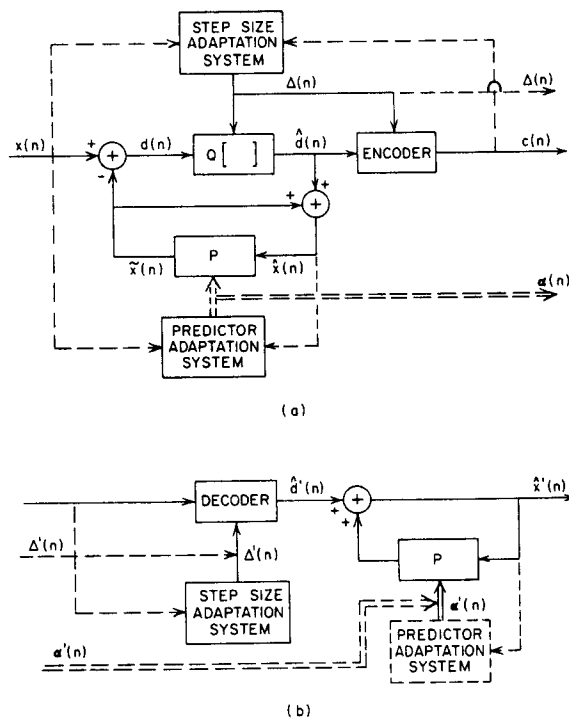 STEP SIZE
ADAPTATION
SYSTEM
Δ(n)
Δ(n)
x(n)
+
-
+
d(n)
Q[ ]
d̂(n)
ENCODER
c(n)
+
+
+
x̃(n)
P
x̂(n)
α(n)
PREDICTOR
ADAPTATION
SYSTEM
(a)
DECODER
d̂'(n)
+
+
+
x̂'(n)
Δ'(n)
Δ'(n)
P
STEP SIZE
ADAPTATION
SYSTEM
α'(n)
α'(n)
PREDICTOR
ADAPTATION
SYSTEM
(b)